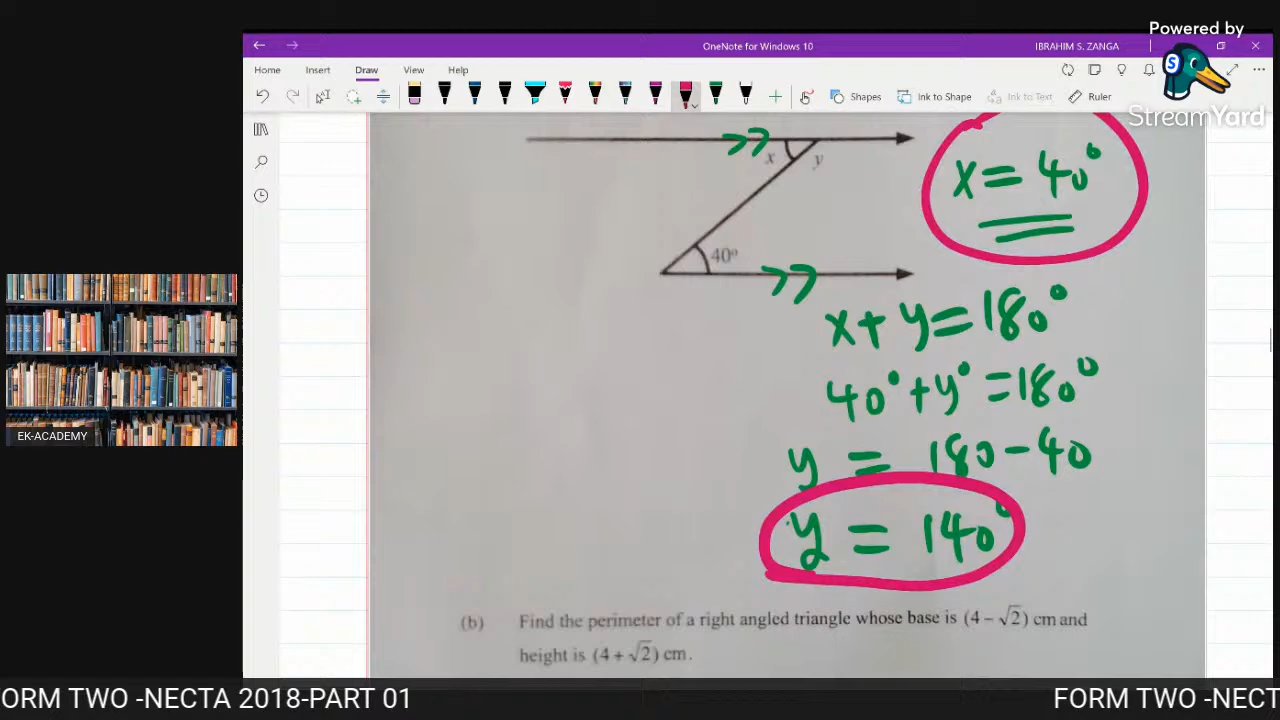 Powered by
StreamYard
OneNote for Windows 10
IBRAHIM S. ZANGA
Home Insert Draw View Help
Shapes Ink to Shape Ink to Text Ruler
x y
x = 40°
40°
x + y = 180°
40° + y° = 180°
y = 180 - 40
y = 140°
(b) Find the perimeter of a right angled triangle whose base is (4 − √2) cm and
height is (4 + √2) cm.
EK-ACADEMY
ORM TWO -NECTA 2018-PART 01 FORM TWO -NECT